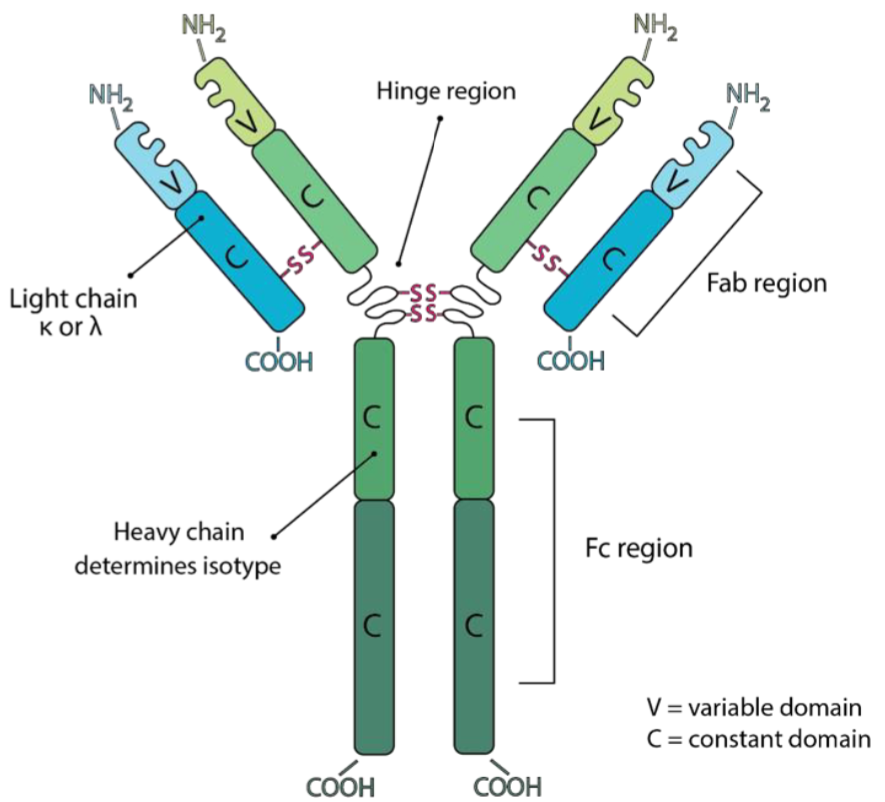 NH2
NH2
NH2
NH2
Hinge region
V
V
V
V
C
C
C
C
SS
SS
Light chain
κ or λ
Fab region
SS
SS
COOH
COOH
C
C
Heavy chain
determines isotype
Fc region
C
C
V = variable domain
C = constant domain
COOH
COOH